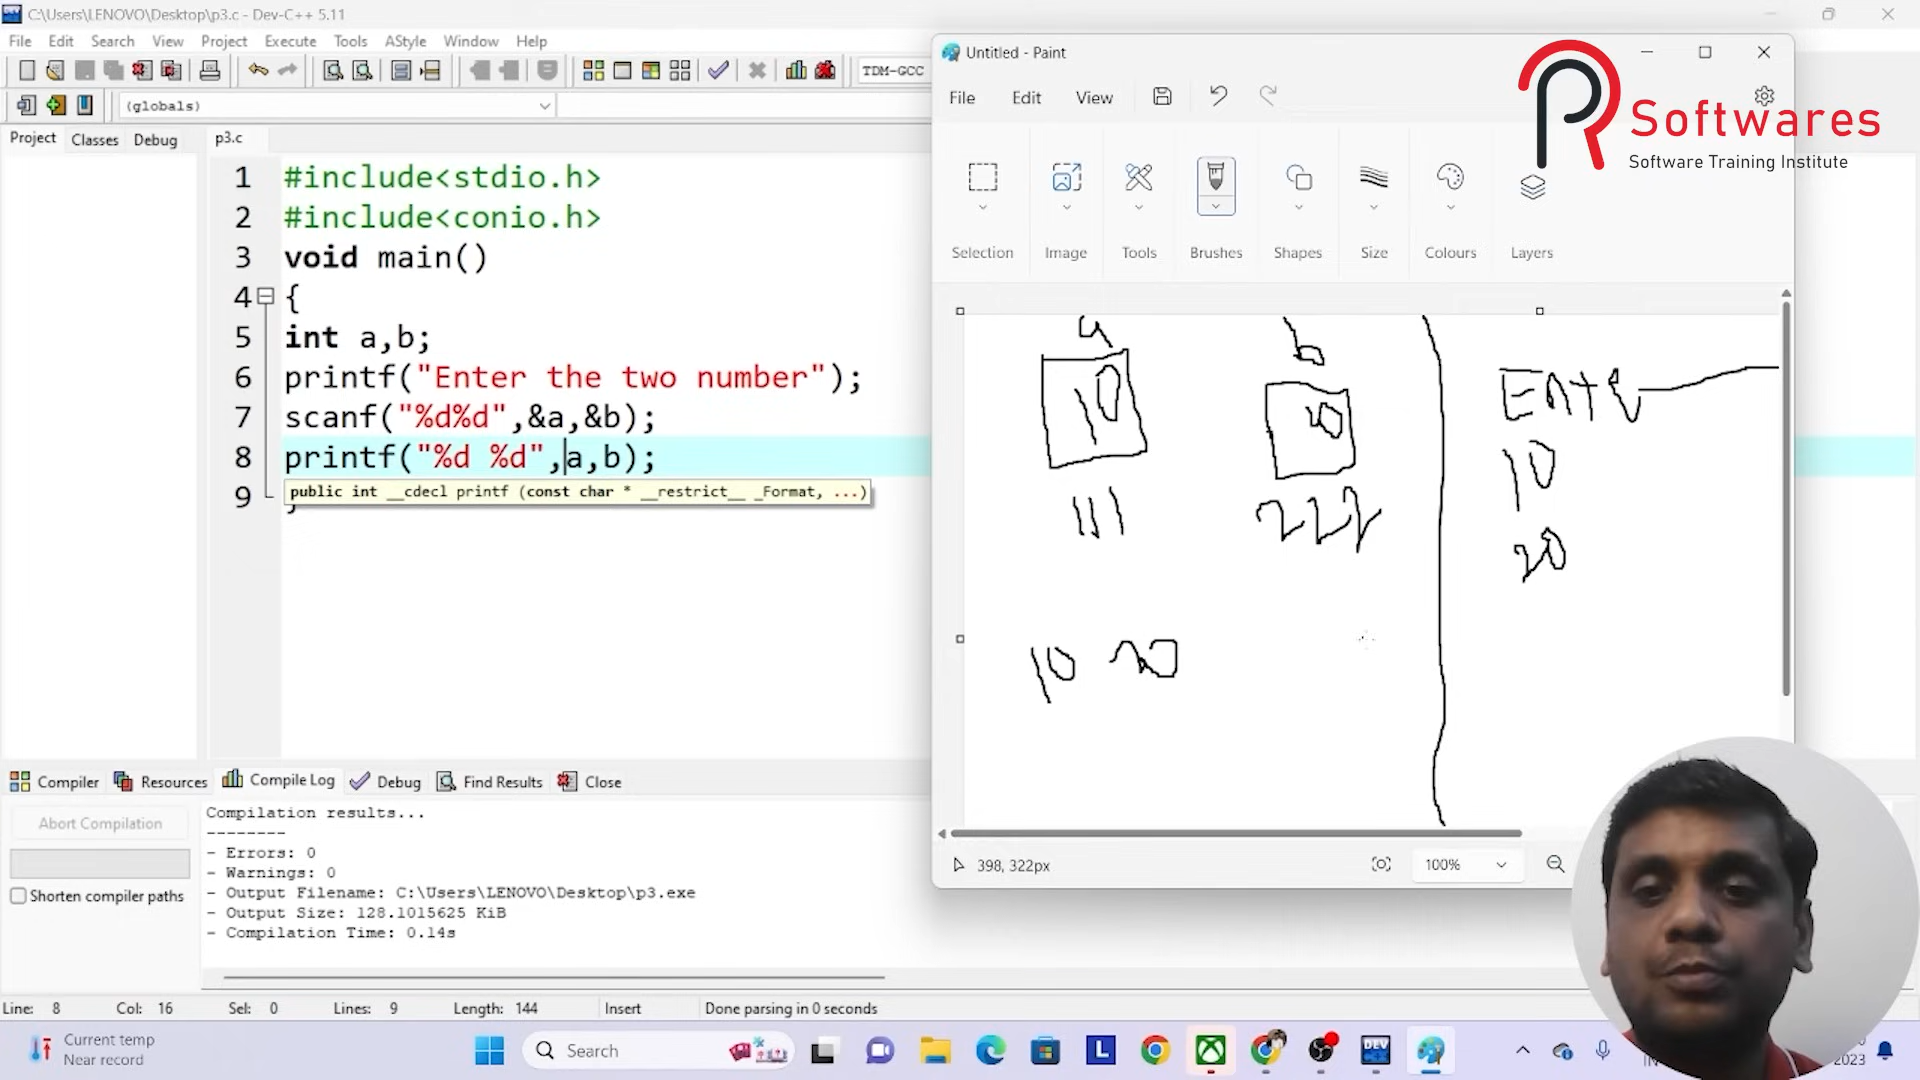 C:\Users\LENOVO\Desktop\p3.c - Dev-C++ 5.11
File Edit Search View Project Execute Tools AStyle Window Help
TDM-GCC
(globals)
Project Classes Debug
p3.c
1 #include<stdio.h>
2 #include<conio.h>
3 void main()
4 {
5 int a,b;
6 printf("Enter the two number");
7 scanf("%d%d",&a,&b);
8 printf("%d %d",a,b);
public int __cdecl printf (const char * __restrict__ _Format, ...)
9
Compiler Resources Compile Log Debug Find Results Close
Abort Compilation
Shorten compiler paths
Compilation results...
--------
- Errors: 0
- Warnings: 0
- Output Filename: C:\Users\LENOVO\Desktop\p3.exe
- Output Size: 128.1015625 KiB
- Compilation Time: 0.14s
Line: 8 Col: 16 Sel: 0 Lines: 9 Length: 144 Insert Done parsing in 0 seconds
Untitled - Paint
File Edit View
Selection Image Tools Brushes Shapes Size Colours Layers
a b
10
111 222
10 20
Enter
10
20
398, 322px
100%
R Softwares
Software Training Institute
Current temp
Near record
Search
DEV
2023